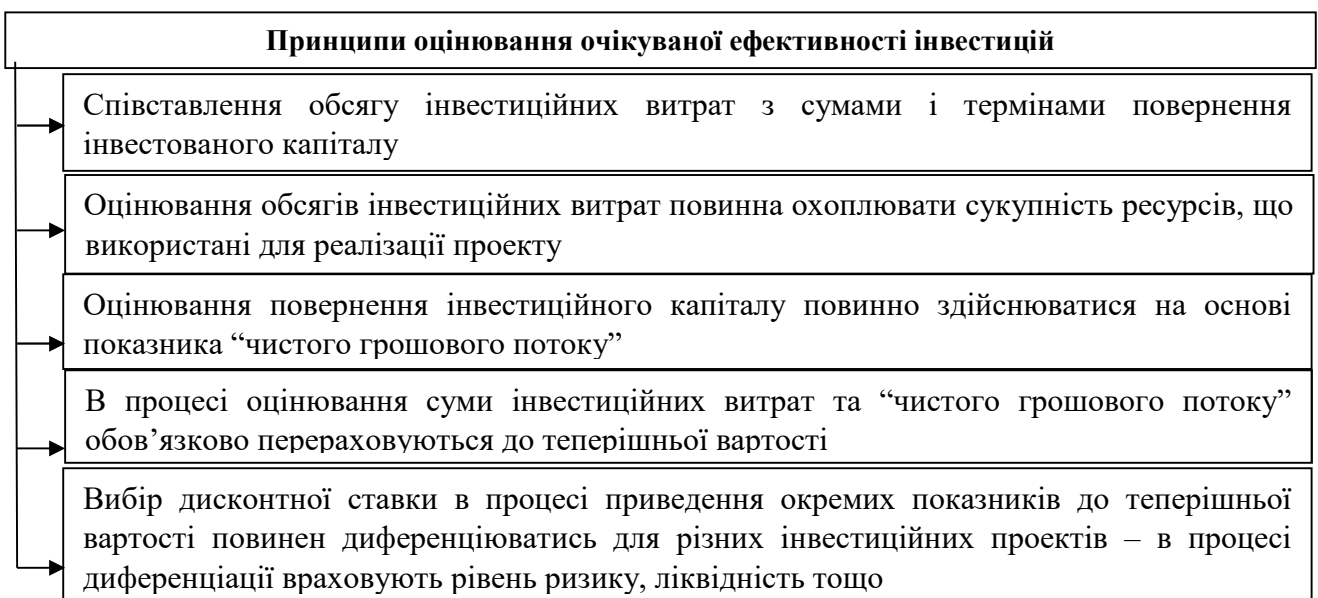 Принципи оцінювання очікуваної ефективності інвестицій
Співставлення обсягу інвестиційних витрат з сумами і термінами повернення
інвестованого капіталу
Оцінювання обсягів інвестиційних витрат повинна охоплювати сукупність ресурсів, що
використані для реалізації проекту
Оцінювання повернення інвестиційного капіталу повинно здійснюватися на основі
показника “чистого грошового потоку”
В процесі оцінювання суми інвестиційних витрат та “чистого грошового потоку”
обов’язково перераховуються до теперішньої вартості
Вибір дисконтної ставки в процесі приведення окремих показників до теперішньої
вартості повинен диференціюватись для різних інвестиційних проектів – в процесі
диференціації враховують рівень ризику, ліквідність тощо